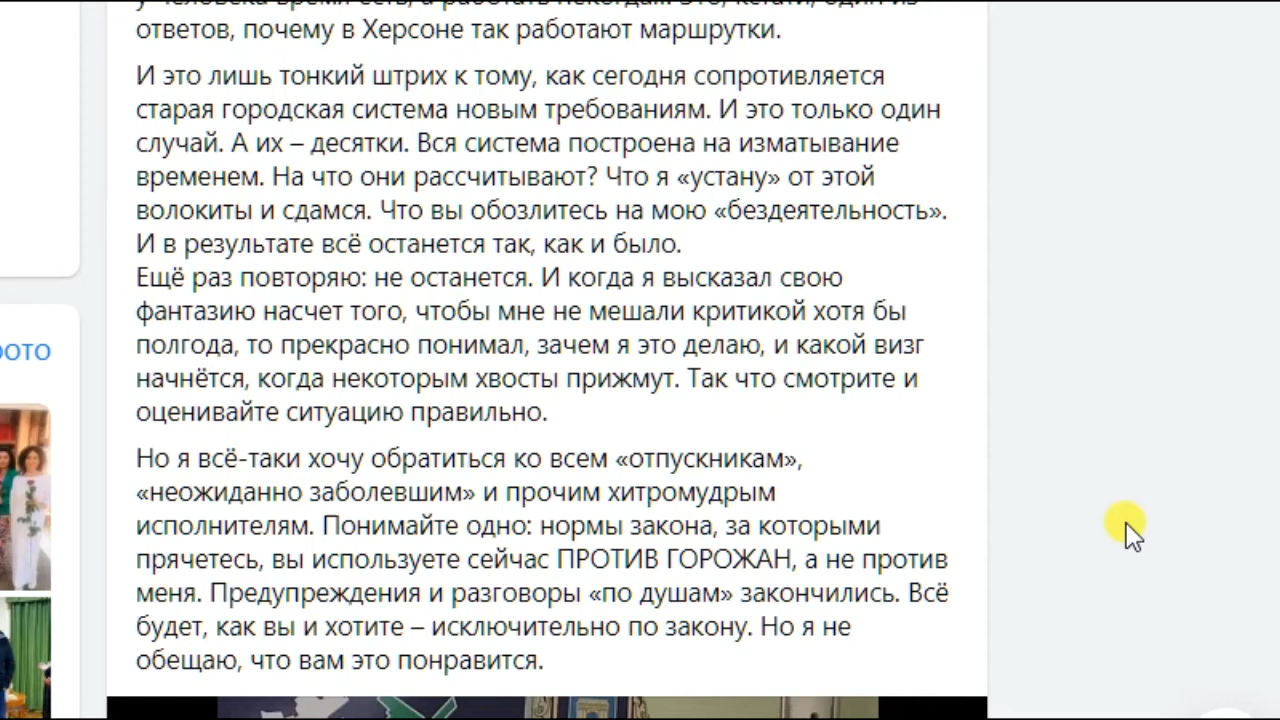 ответов, почему в Херсоне так работают маршрутки.
И это лишь тонкий штрих к тому, как сегодня сопротивляется
старая городская система новым требованиям. И это только один
случай. А их – десятки. Вся система построена на изматывание
временем. На что они рассчитывают? Что я «устану» от этой
волокиты и сдамся. Что вы обозлитесь на мою «бездеятельность».
И в результате всё останется так, как и было.
Ещё раз повторяю: не останется. И когда я высказал свою
фантазию насчет того, чтобы мне не мешали критикой хотя бы
полгода, то прекрасно понимал, зачем я это делаю, и какой визг
начнётся, когда некоторым хвосты прижмут. Так что смотрите и
оценивайте ситуацию правильно.
Но я всё-таки хочу обратиться ко всем «отпускникам»,
«неожиданно заболевшим» и прочим хитромудрым
исполнителям. Понимайте одно: нормы закона, за которыми
прячетесь, вы используете сейчас ПРОТИВ ГОРОЖАН, а не против
меня. Предупреждения и разговоры «по душам» закончились. Всё
будет, как вы и хотите – исключительно по закону. Но я не
обещаю, что вам это понравится.